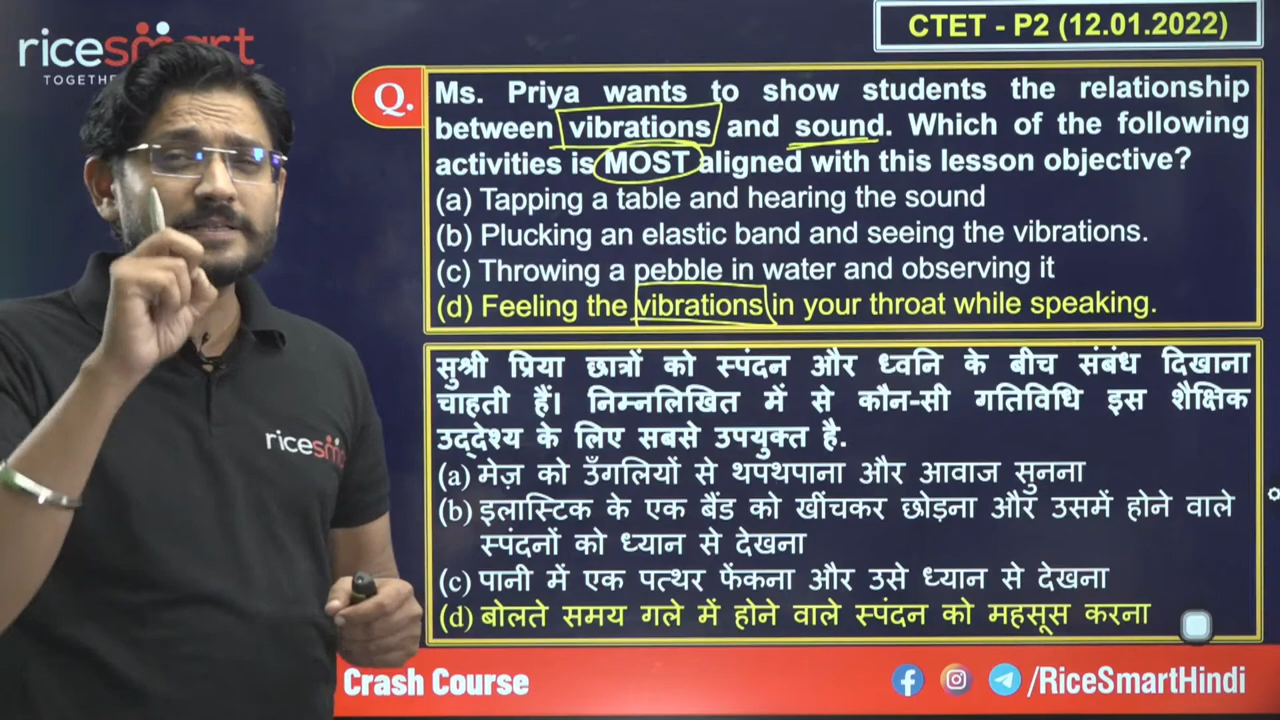 ricesmart
CTET - P2 (12.01.2022)
Q.
Ms. Priya wants to show students the relationship
between vibrations and sound. Which of the following
activities is MOST aligned with this lesson objective?
(a) Tapping a table and hearing the sound
(b) Plucking an elastic band and seeing the vibrations.
(c) Throwing a pebble in water and observing it
(d) Feeling the vibrations in your throat while speaking.
सुश्री प्रिया छात्रों को स्पंदन और ध्वनि के बीच संबंध दिखाना
चाहती हैं। निम्नलिखित में से कौन-सी गतिविधि इस शैक्षिक
उद्देश्य के लिए सबसे उपयुक्त है.
(a) मेज़ को उँगलियों से थपथपाना और आवाज सुनना
(b) इलास्टिक के एक बैंड को खींचकर छोड़ना और उसमें होने वाले
स्पंदनों को ध्यान से देखना
(c) पानी में एक पत्थर फेंकना और उसे ध्यान से देखना
(d) बोलते समय गले में होने वाले स्पंदन को महसूस करना
Crash Course
/RiceSmartHindi